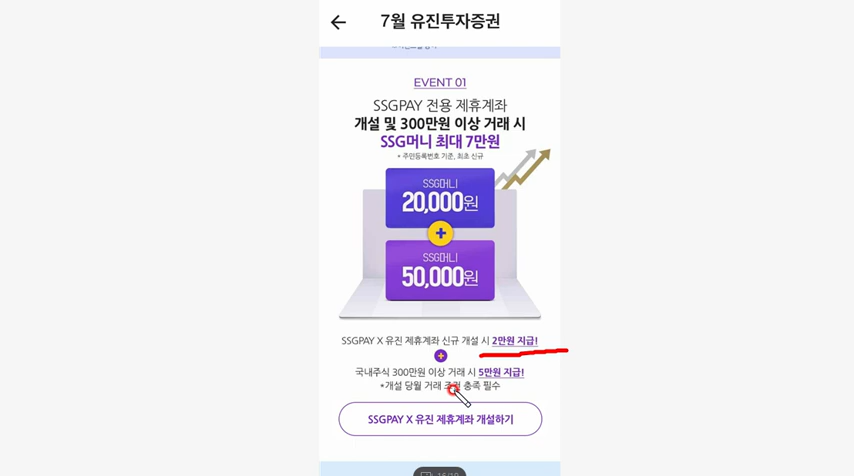 7월 유진투자증권
EVENT 01
SSGPAY 전용 제휴계좌
개설 및 300만원 이상 거래 시
SSG머니 최대 7만원
* 주민등록번호 기준, 최초 신규
SSG머니
20,000원
+
SSG머니
50,000원
SSGPAY X 유진 제휴계좌 신규 개설 시 2만원 지급!
+
국내주식 300만원 이상 거래 시 5만원 지급!
*개설 당월 거래 조건 충족 필수
SSGPAY X 유진 제휴계좌 개설하기